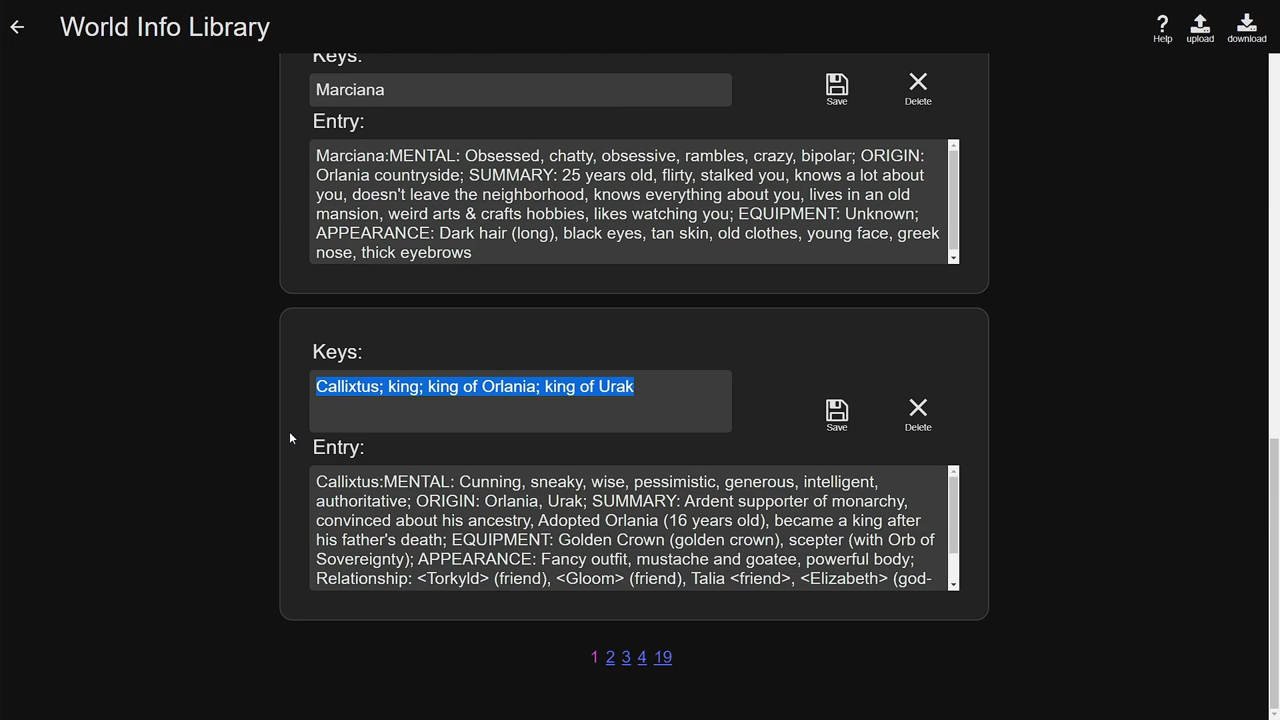 World Info Library
Help
upload
download
Keys:
Marciana
Save
Delete
Entry:
Marciana:MENTAL: Obsessed, chatty, obsessive, rambles, crazy, bipolar; ORIGIN:
Orlania countryside; SUMMARY: 25 years old, flirty, stalked you, knows a lot about
you, doesn't leave the neighborhood, knows everything about you, lives in an old
mansion, weird arts & crafts hobbies, likes watching you; EQUIPMENT: Unknown;
APPEARANCE: Dark hair (long), black eyes, tan skin, old clothes, young face, greek
nose, thick eyebrows
Keys:
Callixtus; king; king of Orlania; king of Urak
Save
Delete
Entry:
Callixtus:MENTAL: Cunning, sneaky, wise, pessimistic, generous, intelligent,
authoritative; ORIGIN: Orlania, Urak; SUMMARY: Ardent supporter of monarchy,
convinced about his ancestry, Adopted Orlania (16 years old), became a king after
his father's death; EQUIPMENT: Golden Crown (golden crown), scepter (with Orb of
Sovereignty); APPEARANCE: Fancy outfit, mustache and goatee, powerful body;
Relationship: <Torkyld> (friend), <Gloom> (friend), Talia <friend>, <Elizabeth> (god-
1 2 3 4 19